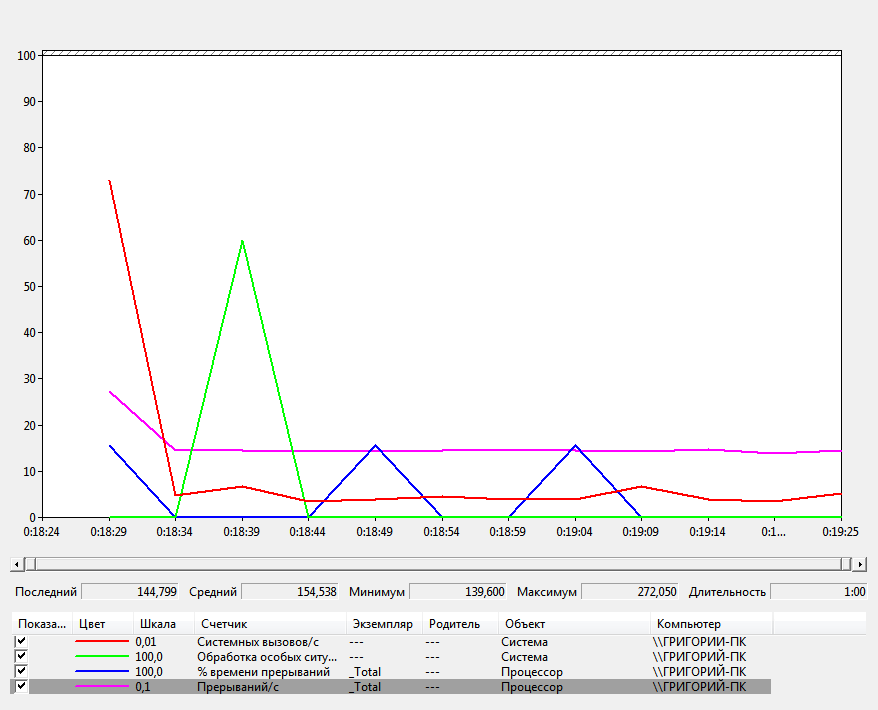 100
90
80
70
60
50
40
30
20
10
0
0:18:24 0:18:29 0:18:34 0:18:39 0:18:44 0:18:49 0:18:54 0:18:59 0:19:04 0:19:09 0:19:14 0:1... 0:19:25
Последний 144,799 Средний 154,538 Минимум 139,600 Максимум 272,050 Длительность 1:00
Показа... Цвет Шкала Счетчик Экземпляр Родитель Объект Компьютер
0,01 Системных вызовов/с --- --- Система \\ГРИГОРИЙ-ПК
100,0 Обработка особых ситу... --- --- Система \\ГРИГОРИЙ-ПК
100,0 % времени прерываний _Total --- Процессор \\ГРИГОРИЙ-ПК
0,1 Прерываний/с _Total --- Процессор \\ГРИГОРИЙ-ПК